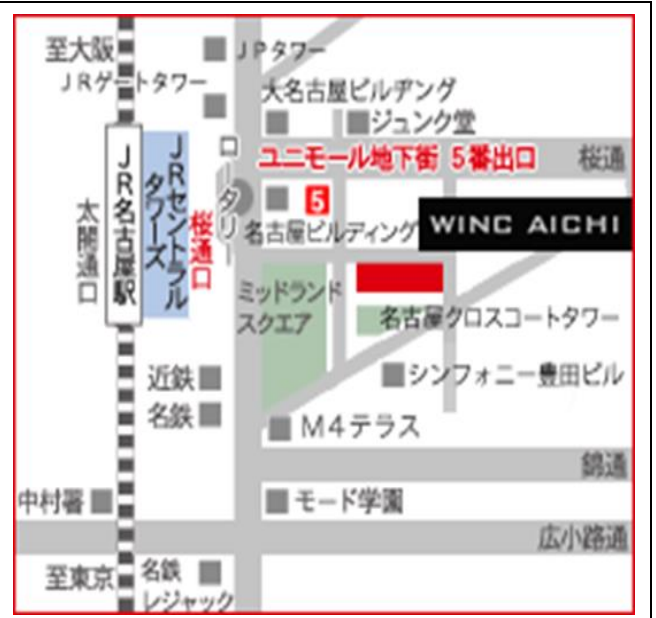 至大阪
JPタワー
JRゲートタワー
大名古屋ビルヂング
ジュンク堂
ロータリー
ユニモール地下街 5番出口
桜通
JR名古屋駅
JRセントラルタワーズ
太閤通口
桜通口
5
名古屋ビルディング
WINC AICHI
ミッドランド
スクエア
名古屋クロスコートタワー
近鉄
シンフォニー豊田ビル
名鉄
M4テラス
錦通
中村署
モード学園
広小路通
至東京
名鉄
レジャック